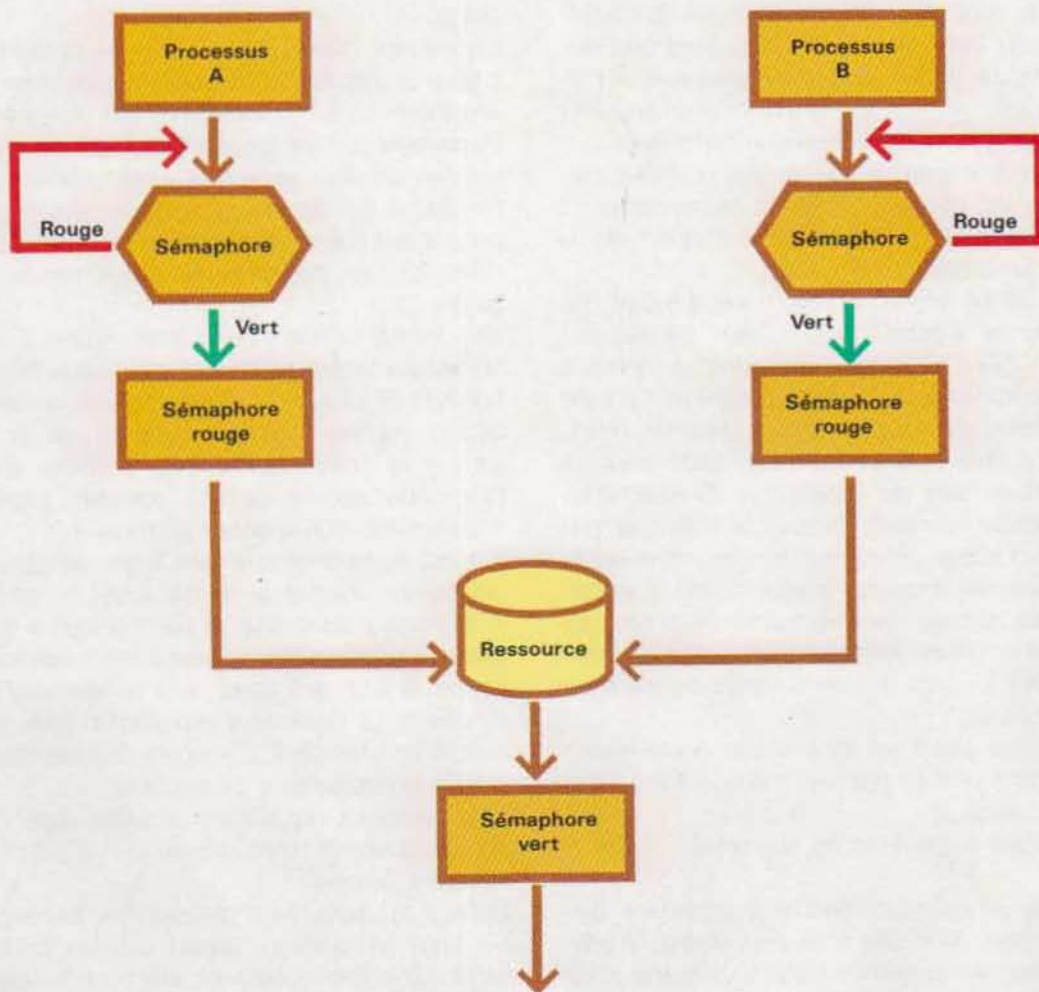 Processus
A
Processus
B
Rouge
Sémaphore
Sémaphore
Rouge
Vert
Vert
Sémaphore
rouge
Sémaphore
rouge
Ressource
Sémaphore
vert